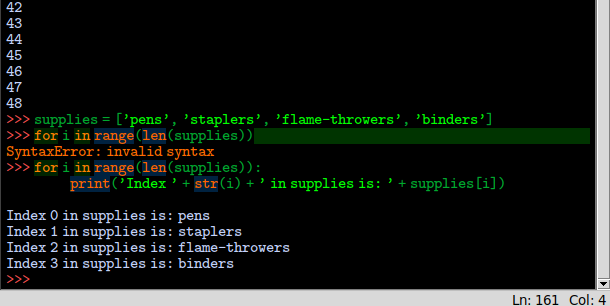 42
43
44
45
46
47
48
>>> supplies = ['pens', 'staplers', 'flame-throwers', 'binders']
>>> for i in range(len(supplies))
SyntaxError: invalid syntax
>>> for i in range(len(supplies)):
print('Index ' + str(i) + ' in supplies is: ' + supplies[i])
Index 0 in supplies is: pens
Index 1 in supplies is: staplers
Index 2 in supplies is: flame-throwers
Index 3 in supplies is: binders
>>>
Ln: 161 Col: 4